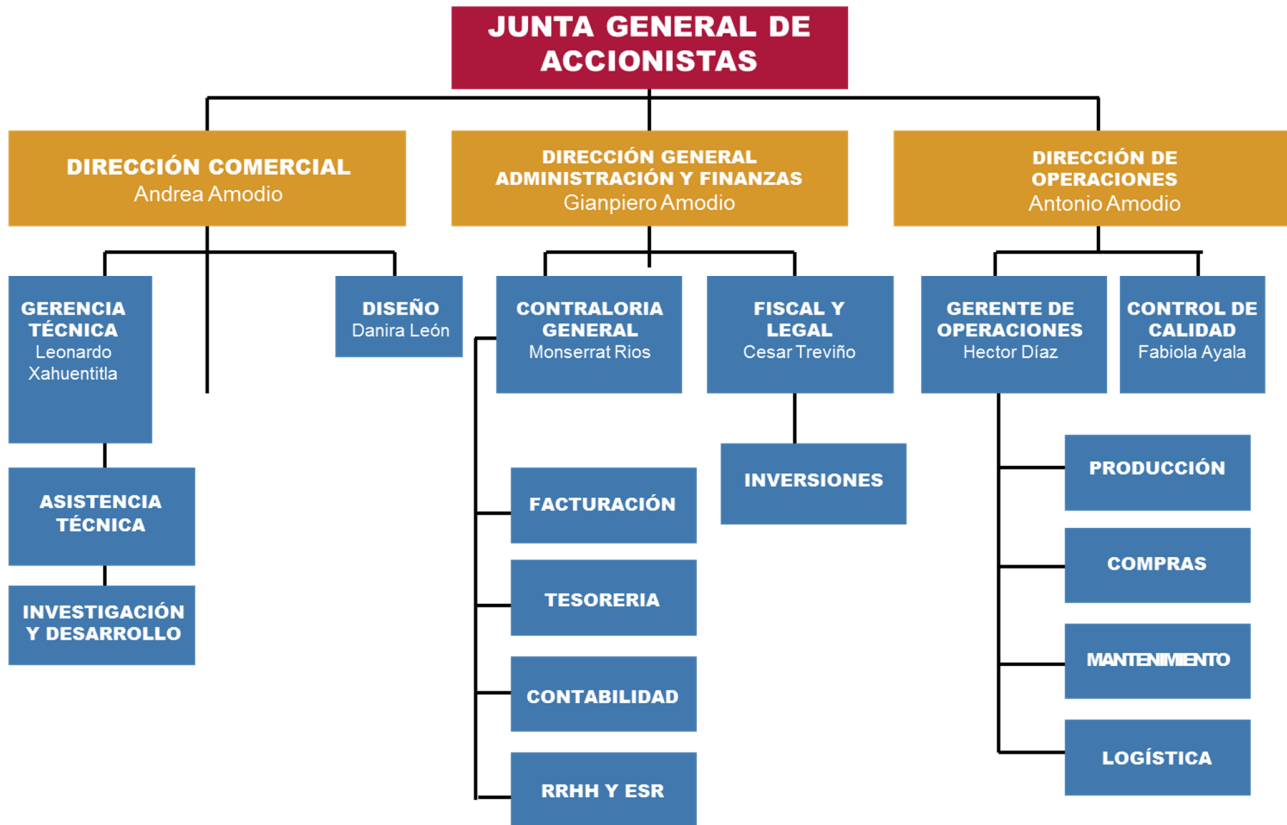 JUNTA GENERAL DE
ACCIONISTAS
DIRECCIÓN COMERCIAL
Andrea Amodio
DIRECCIÓN GENERAL
ADMINISTRACIÓN Y FINANZAS
Gianpiero Amodio
DIRECCIÓN DE
OPERACIONES
Antonio Amodio
GERENCIA
TÉCNICA
Leonardo
Xahuentitla
DISEÑO
Danira León
CONTRALORIA
GENERAL
Monserrat Rios
FISCAL Y
LEGAL
Cesar Treviño
GERENTE DE
OPERACIONES
Hector Díaz
CONTROL DE
CALIDAD
Fabiola Ayala
ASISTENCIA
TÉCNICA
INVESTIGACIÓN
Y DESARROLLO
FACTURACIÓN
TESORERIA
CONTABILIDAD
RRHH Y ESR
INVERSIONES
PRODUCCIÓN
COMPRAS
MANTENIMIENTO
LOGÍSTICA